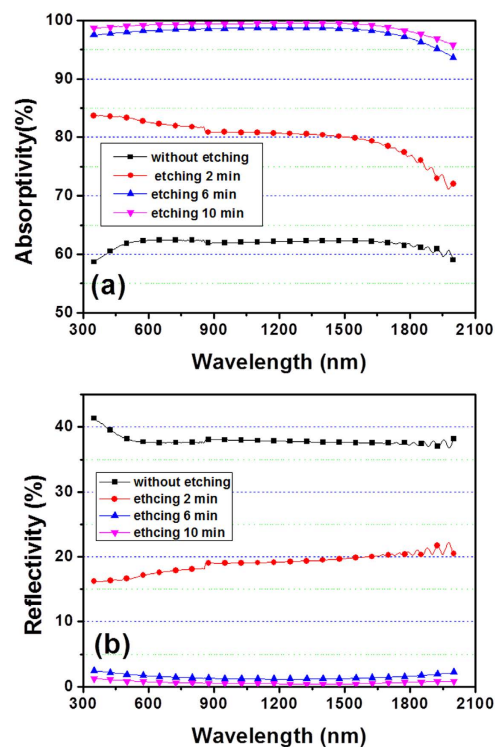 100
90
80
70
60
50
Absorptivity(%)
without etching
etching 2 min
etching 6 min
etching 10 min
(a)
300 600 900 1200 1500 1800 2100
Wavelength (nm)
40
30
20
10
0
Reflectivity (%)
without etching
ethcing 2 min
ethcing 6 min
ethcing 10 min
(b)
300 600 900 1200 1500 1800 2100
Wavelength (nm)